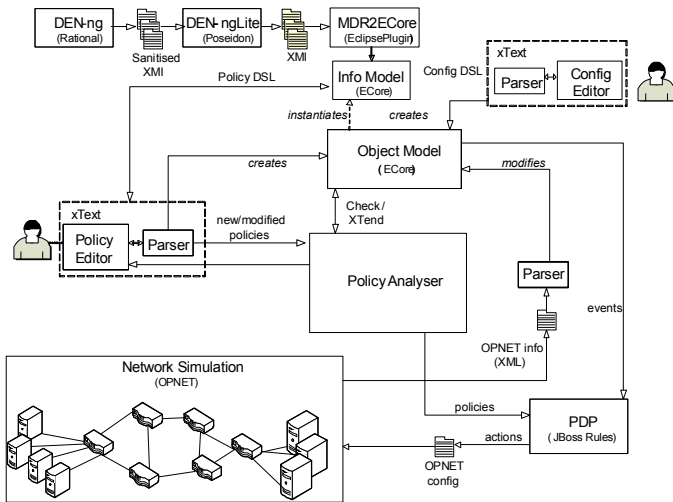 DEN-ng
(Rational)
Sanitised
XMI
DEN-ngLite
(Poseidon)
XMI
MDR2ECore
(EclipsePlugin)
Policy DSL
Info Model
(ECore)
Config DSL
xText
Parser
Config
Editor
instantiates
creates
creates
Object Model
(ECore)
modifies
xText
Policy
Editor
Parser
new/modified
policies
Check/
XTend
Policy Analyser
Parser
events
OPNET info
(XML)
Network Simulation
(OPNET)
policies
PDP
(JBoss Rules)
actions
OPNET
config